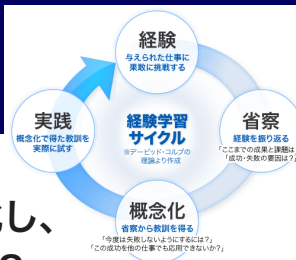 経験
与えられた仕事に
果敢に挑戦する
実践
概念化で得た教訓を
実際に試す
経験学習
サイクル
※デービッド・コルブの
理論より作成
省察
経験を振り返る
「ここまでの成果と課題は
「成功・失敗の要因は?」
概念化
省察から教訓を得る
「今度は失敗しないようにするには?」
「この成功を他の仕事でも応用できないか?」
し、